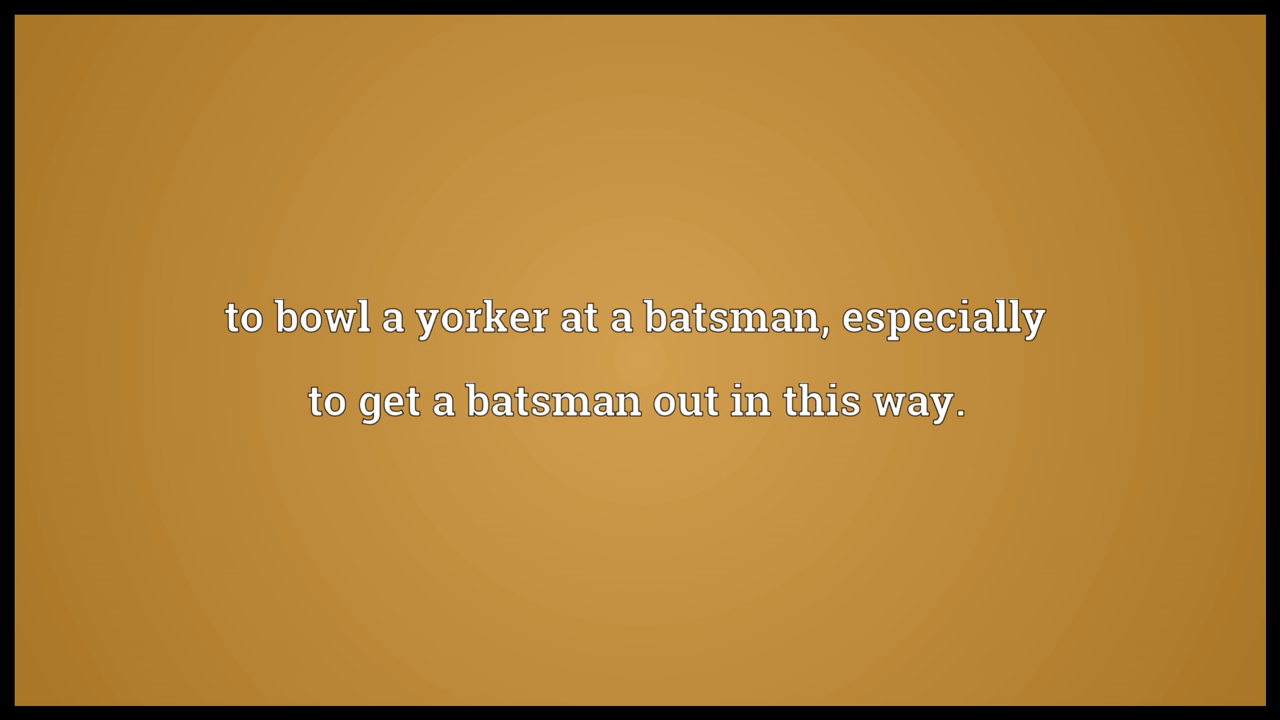 to bowl a yorker at a batsman, especially
to get a batsman out in this way.